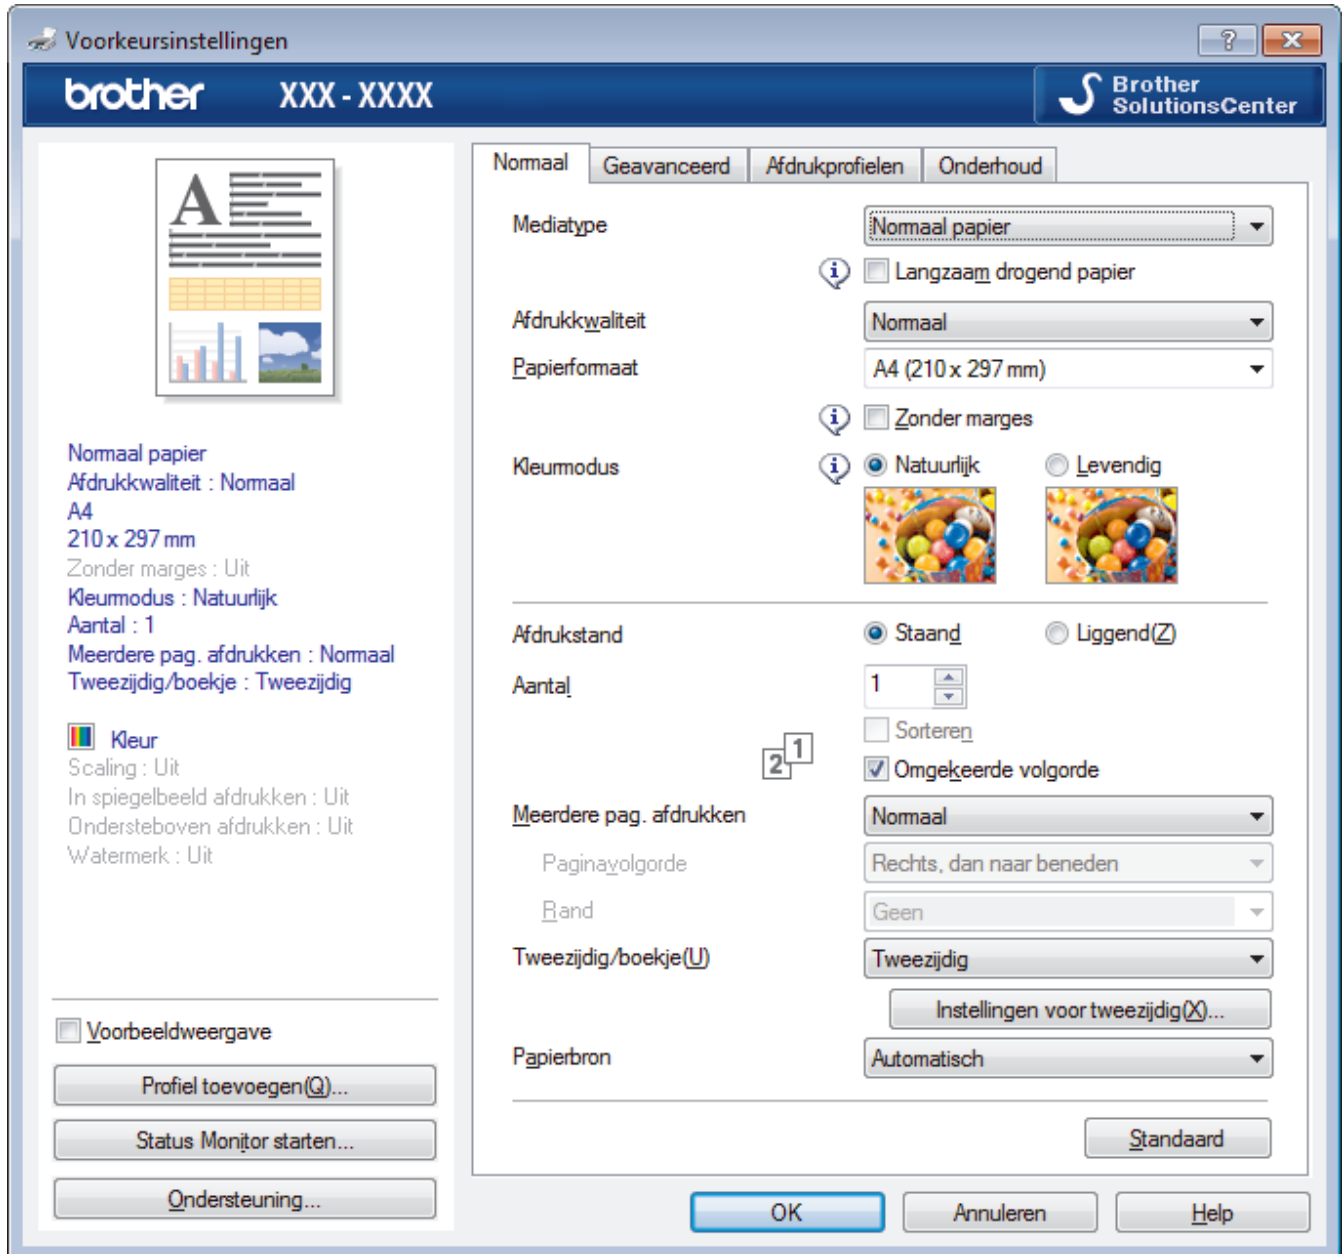 Voorkeursinstellingen
brother XXX - XXXX
Brother
SolutionsCenter
A
Normaal papier
Afdrukkwaliteit : Normaal
A4
210 x 297 mm
Zonder marges : Uit
Kleurmodus : Natuurlijk
Aantal : 1
Meerdere pag. afdrukken : Normaal
Tweezijdig/boekje : Tweezijdig
Kleur
Scaling : Uit
In spiegelbeeld afdrukken : Uit
Ondersteboven afdrukken : Uit
Watermerk : Uit
Voorbeeldweergave
Profiel toevoegen(Q)...
Status Monitor starten...
Ondersteuning...
Normaal Geavanceerd Afdrukprofielen Onderhoud
Mediatype Normaal papier
Langzaam drogend papier
Afdrukkwaliteit Normaal
Papierformaat A4 (210 x 297 mm)
Zonder marges
Kleurmodus Natuurlijk Levendig
Afdrukstand Staand Liggend(Z)
Aantal 1
Sorteren
2 1 Omgekeerde volgorde
Meerdere pag. afdrukken Normaal
Paginavolgorde Rechts, dan naar beneden
Rand Geen
Tweezijdig/boekje(U) Tweezijdig
Instellingen voor tweezijdig(X)...
Papierbron Automatisch
Standaard
OK Annuleren Help